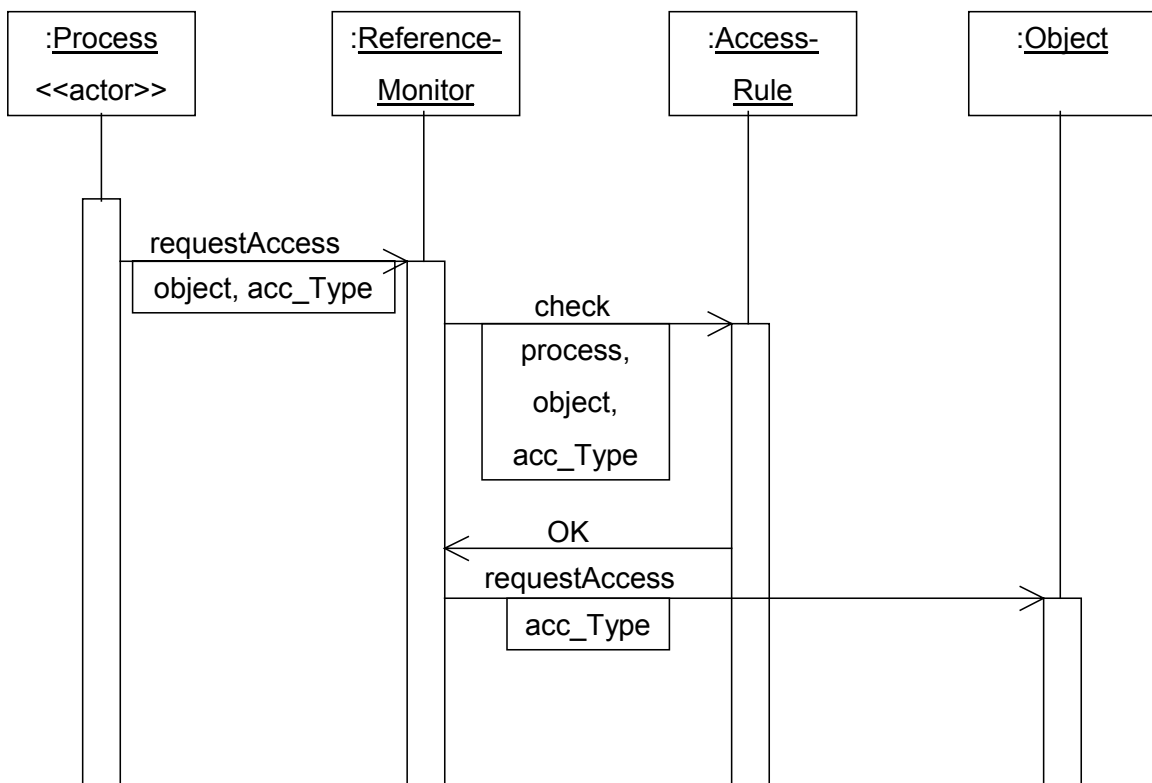 :Process
<<actor>>
:Reference-
Monitor
:Access-
Rule
:Object
requestAccess
object, acc_Type
check
process,
object,
acc_Type
OK
requestAccess
acc_Type